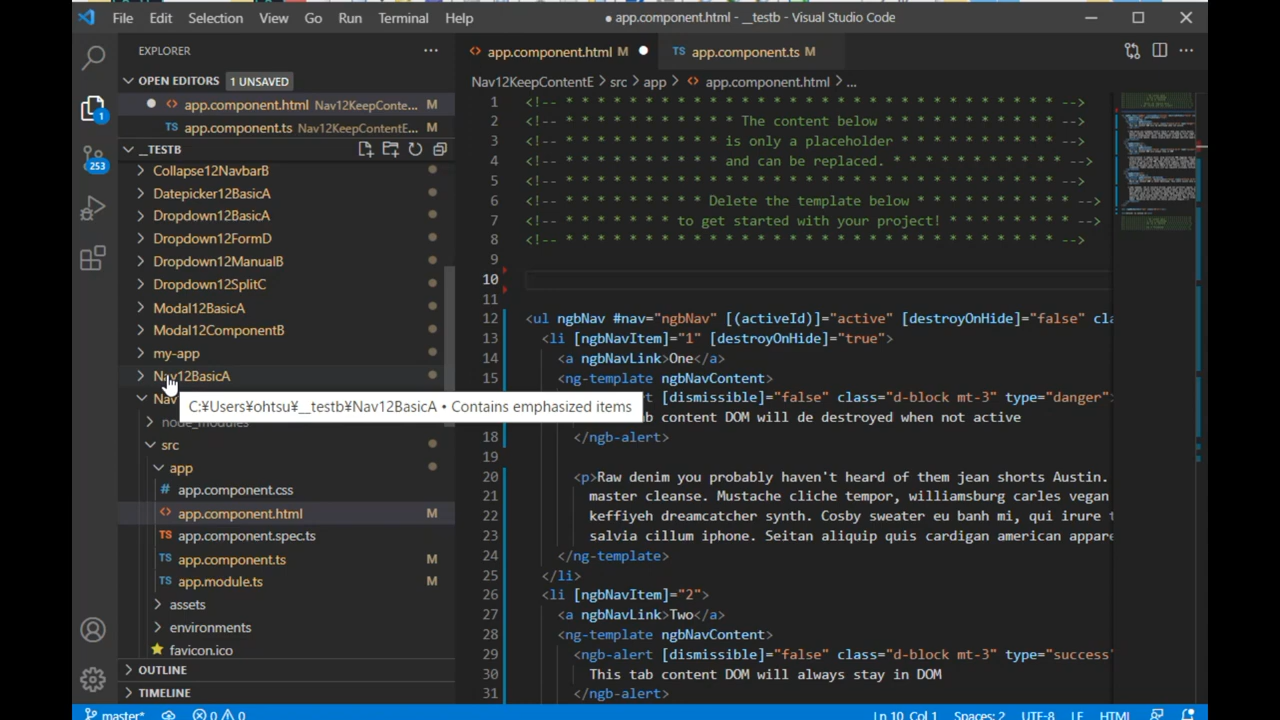 File Edit Selection View Go Run Terminal Help ● app.component.html - __testb - Visual Studio Code
EXPLORER
OPEN EDITORS 1 UNSAVED
app.component.html Nav12KeepConte... M
TS app.component.ts Nav12KeepContentE... M
__TESTB
Collapse12NavbarB
Datepicker12BasicA
Dropdown12BasicA
Dropdown12FormD
Dropdown12ManualB
Dropdown12SplitC
Modal12BasicA
Modal12ComponentB
my-app
Nav12BasicA
Nav
C:¥Users¥ohtsu¥__testb¥Nav12BasicA • Contains emphasized items
node_modules
src
app
# app.component.css
<> app.component.html M
TS app.component.spec.ts
TS app.component.ts M
TS app.module.ts M
assets
environments
favicon.ico
OUTLINE
TIMELINE
1
253
<> app.component.html M ●
TS app.component.ts M
Nav12KeepContentE > src > app > <> app.component.html > ...
1 <!-- * * * * * * * * * * * * * * * * * * * * * * * * * * * * * * * -->
2 <!-- * * * * * * * * * * * The content below * * * * * * * * * * * -->
3 <!-- * * * * * * * * * * is only a placeholder * * * * * * * * * * -->
4 <!-- * * * * * * * * * * and can be replaced. * * * * * * * * * * * -->
5 <!-- * * * * * * * * * * * * * * * * * * * * * * * * * * * * * * * -->
6 <!-- * * * * * * * * * Delete the template below * * * * * * * * * * -->
7 <!-- * * * * * * * to get started with your project! * * * * * * * * -->
8 <!-- * * * * * * * * * * * * * * * * * * * * * * * * * * * * * * * -->
9
10
11
12 <ul ngbNav #nav="ngbNav" [(activeId)]="active" [destroyOnHide]="false" cla
13 <li [ngbNavItem]="1" [destroyOnHide]="true">
14 <a ngbNavLink>One</a>
15 <ng-template ngbNavContent>
rt [dismissible]="false" class="d-block mt-3" type="danger">
ab content DOM will de destroyed when not active
18 </ngb-alert>
19
20 <p>Raw denim you probably haven't heard of them jean shorts Austin.
21 master cleanse. Mustache cliche tempor, williamsburg carles vegan
22 keffiyeh dreamcatcher synth. Cosby sweater eu banh mi, qui irure t
23 salvia cillum iphone. Seitan aliquip quis cardigan american appare
24 </ng-template>
25 </li>
26 <li [ngbNavItem]="2">
27 <a ngbNavLink>Two</a>
28 <ng-template ngbNavContent>
29 <ngb-alert [dismissible]="false" class="d-block mt-3" type="success"
30 This tab content DOM will always stay in DOM
31 </ngb-alert>
master* 0 0 Ln 10, Col 1 Spaces: 2 UTF-8 LF HTML